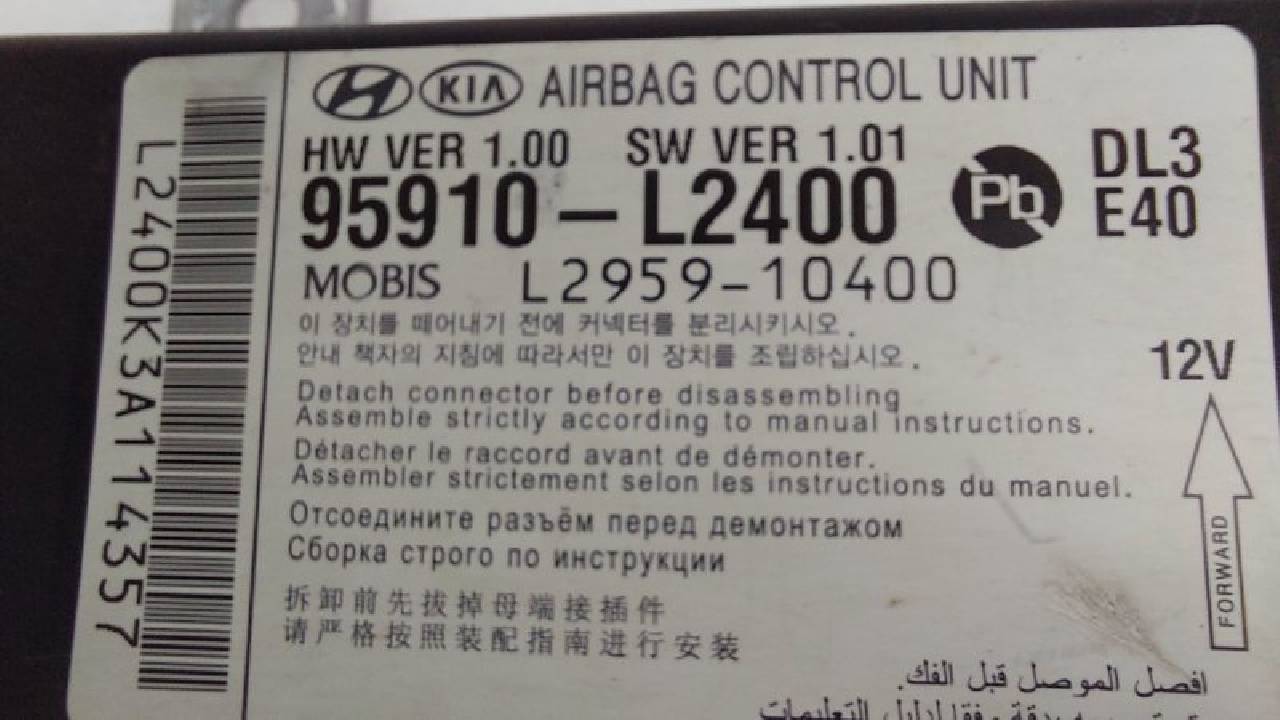 KIA AIRBAG CONTROL UNIT
HW VER 1.00 SW VER 1.01
95910-L2400
Pb
DL3
E40
MOBIS L2959-10400
이 장치를 떼어내기 전에 커넥터를 분리시키시오.
안내 책자의 지침에 따라서만 이 장치를 조립하십시오.
12V
Detach connector before disassembling
Assemble strictly according to manual instructions.
Détacher le raccord avant de démonter.
Assembler strictement selon les instructions du manuel.
Отсоедините разъём перед демонтажом
Сборка строго по инструкции
FORWARD
拆卸前先拔掉母端接插件
请严格按照装配指南进行安装
افصل الموصل قبل الفك.
وفقا لدليل التعليمات
L2400K3A114357